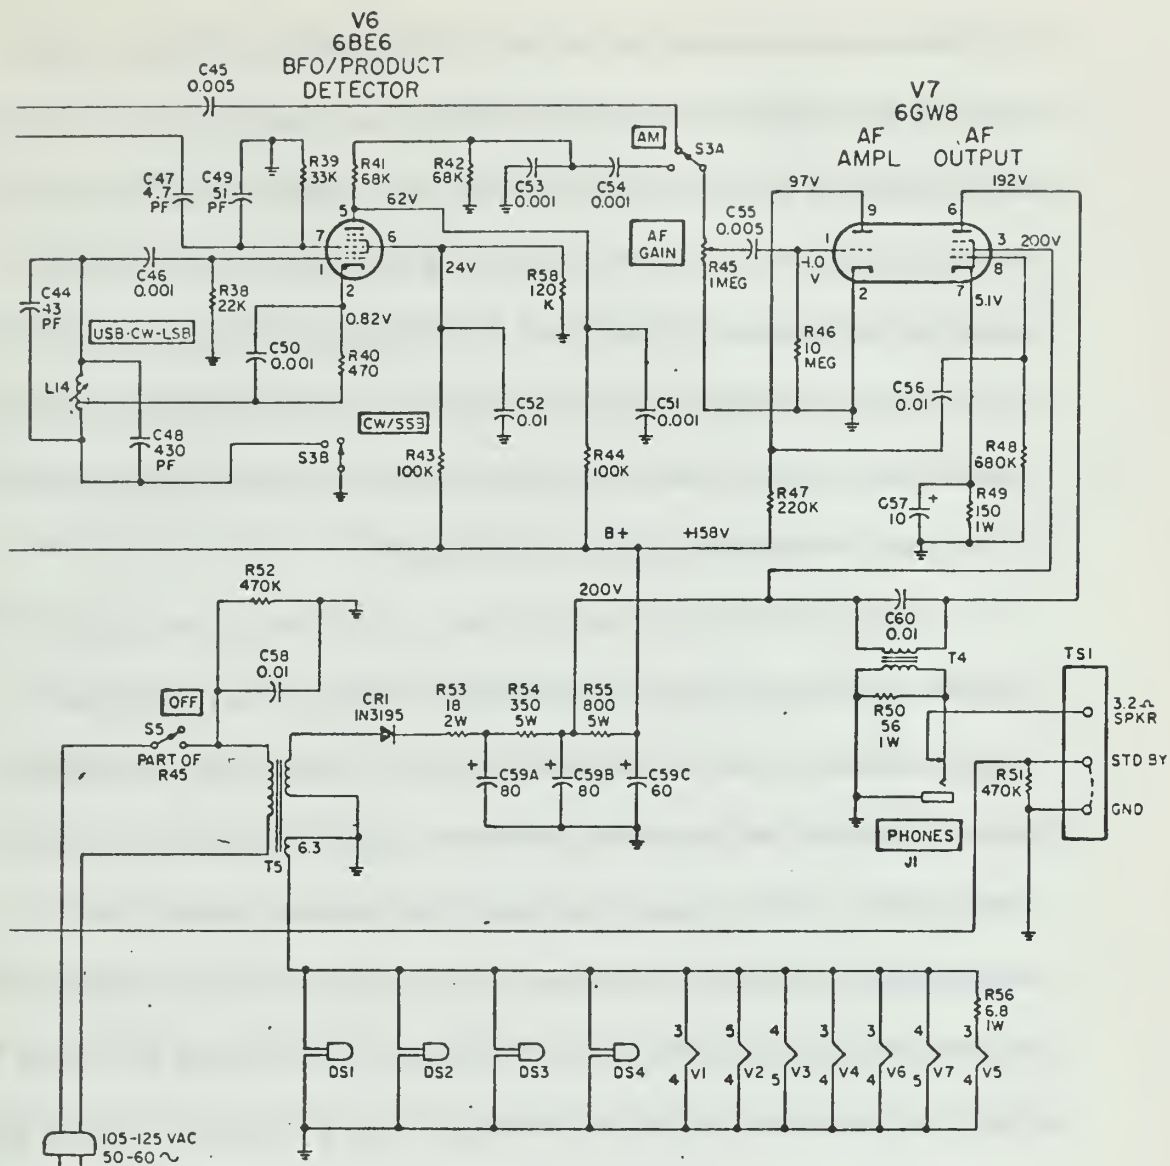 V6
6BE6
BFO/PRODUCT
DETECTOR
V7
6GW8
AF
AMPL
AF
OUTPUT
C45
0.005
C47
4.7
PF
C49
51
PF
R39
33K
R41
68K
R42
68K
C53
0.001
C54
0.001
AM
S3A
62V
97V
192V
5
7
6
1
2
24V
0.82V
C55
0.005
AF
GAIN
R45
1 MEG
1
-1.0
V
9
6
3
200V
8
2
7
5.1V
C44
43
PF
C46
0.001
R38
22K
USB-CW-LSB
C50
0.001
R40
470
R58
120
K
R46
10
MEG
C56
0.01
L14
C48
430
PF
CW/SSB
S3B
C52
0.01
C51
0.001
R43
100K
R44
100K
R47
220K
C57
+
10
R49
150
1W
R48
680K
B+
+158V
R52
470K
C58
0.01
200V
C60
0.01
T4
TS1
OFF
S5
PART OF
R45
CR1
1N3195
R53
18
2W
R54
350
5W
R55
800
5W
R50
56
1W
3.2Ω
SPKR
STD BY
R51
470K
GND
+
C59A
80
+
C59B
80
+
C59C
60
PHONES
J1
T5
6.3
DS1
DS2
DS3
DS4
3
4
V1
5
4
V2
4
5
V3
3
4
V4
3
4
V6
4
5
V7
R56
6.8
1W
3
4
V5
105-125 VAC
50-60 ~